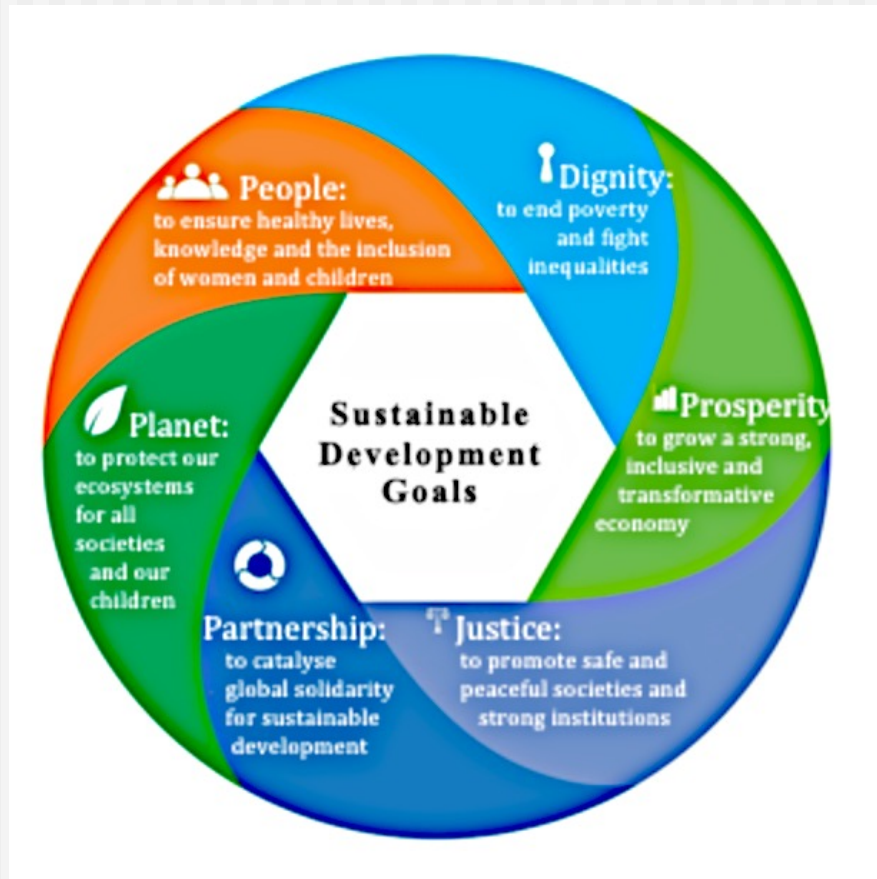 Sustainable
Development
Goals
Dignity:
to end poverty
and fight
inequalities
Prosperity
to grow a strong,
inclusive and
transformative
economy
Justice:
to promote safe and
peaceful societies and
strong institutions
Partnership:
to catalyse
global solidarity
for sustainable
development
Planet:
to protect our
ecosystems
for all
societies
and our
children
People:
to ensure healthy lives,
knowledge and the inclusion
of women and children